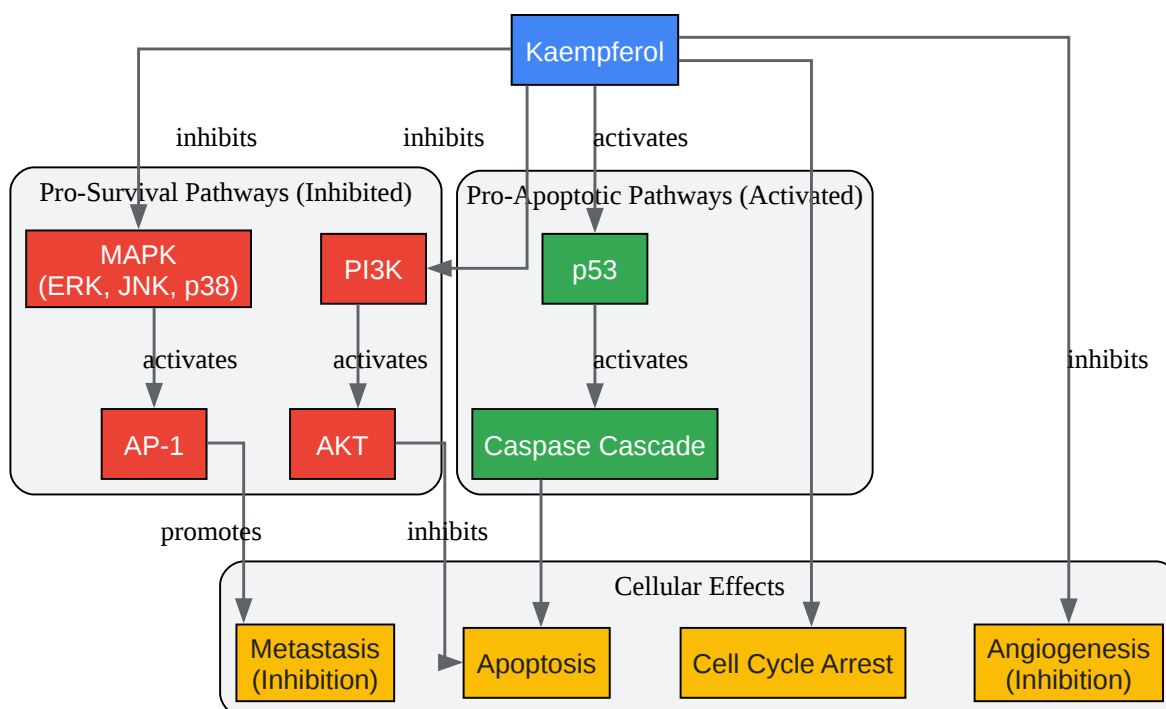 Kaempferol
inhibits
inhibits
activates
Pro-Survival Pathways (Inhibited)
Pro-Apoptotic Pathways (Activated)
MAPK
(ERK, JNK, p38)
PI3K
p53
activates
activates
activates
inhibits
AP-1
AKT
Caspase Cascade
promotes
inhibits
Cellular Effects
Metastasis
(Inhibition)
Apoptosis
Cell Cycle Arrest
Angiogenesis
(Inhibition)